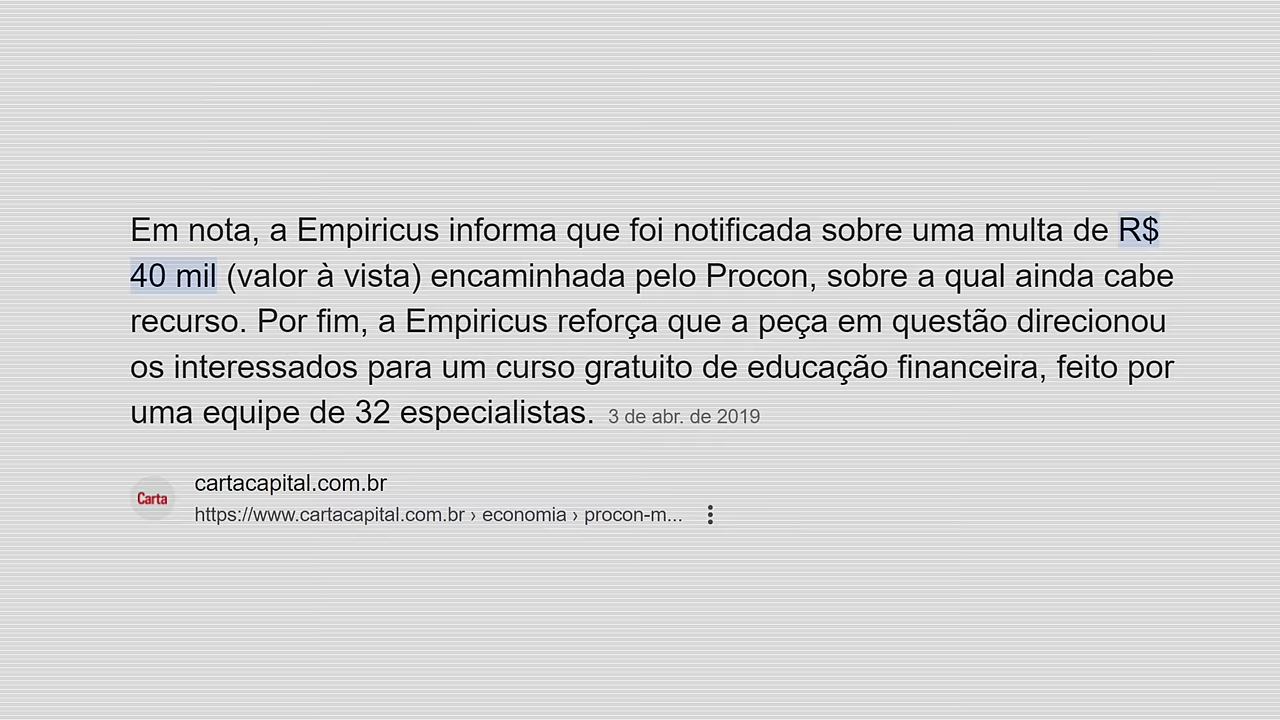 Em nota, a Empiricus informa que foi notificada sobre uma multa de R$
40 mil (valor à vista) encaminhada pelo Procon, sobre a qual ainda cabe
recurso. Por fim, a Empiricus reforça que a peça em questão direcionou
os interessados para um curso gratuito de educação financeira, feito por
uma equipe de 32 especialistas. 3 de abr. de 2019
Carta
cartacapital.com.br
https://www.cartacapital.com.br › economia › procon-m...